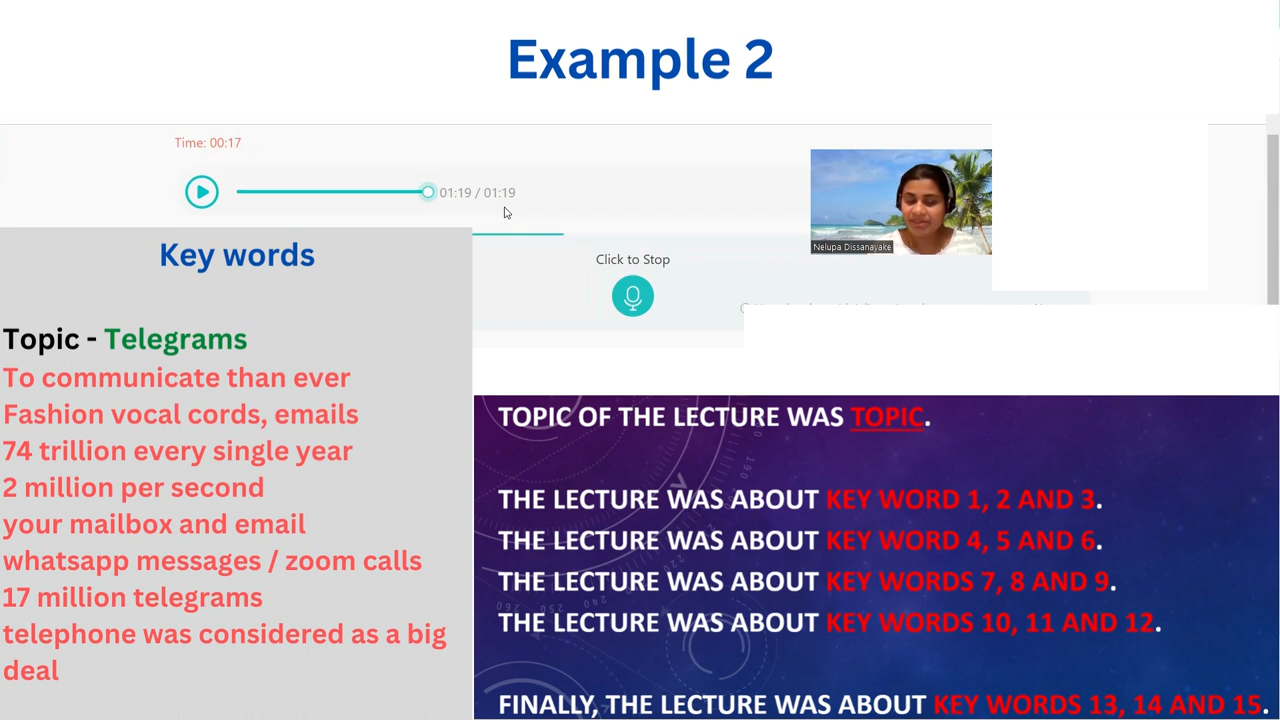 Example 2
Time: 00:17
01:19 / 01:19
Nelupa Dissanayake
Click to Stop
Key words
Topic - Telegrams
To communicate than ever
Fashion vocal cords, emails
74 trillion every single year
2 million per second
your mailbox and email
whatsapp messages / zoom calls
17 million telegrams
telephone was considered as a big
deal
TOPIC OF THE LECTURE WAS TOPIC.
THE LECTURE WAS ABOUT KEY WORD 1, 2 AND 3.
THE LECTURE WAS ABOUT KEY WORD 4, 5 AND 6.
THE LECTURE WAS ABOUT KEY WORDS 7, 8 AND 9.
THE LECTURE WAS ABOUT KEY WORDS 10, 11 AND 12.
FINALLY, THE LECTURE WAS ABOUT KEY WORDS 13, 14 AND 15.
190
220
240
250
260